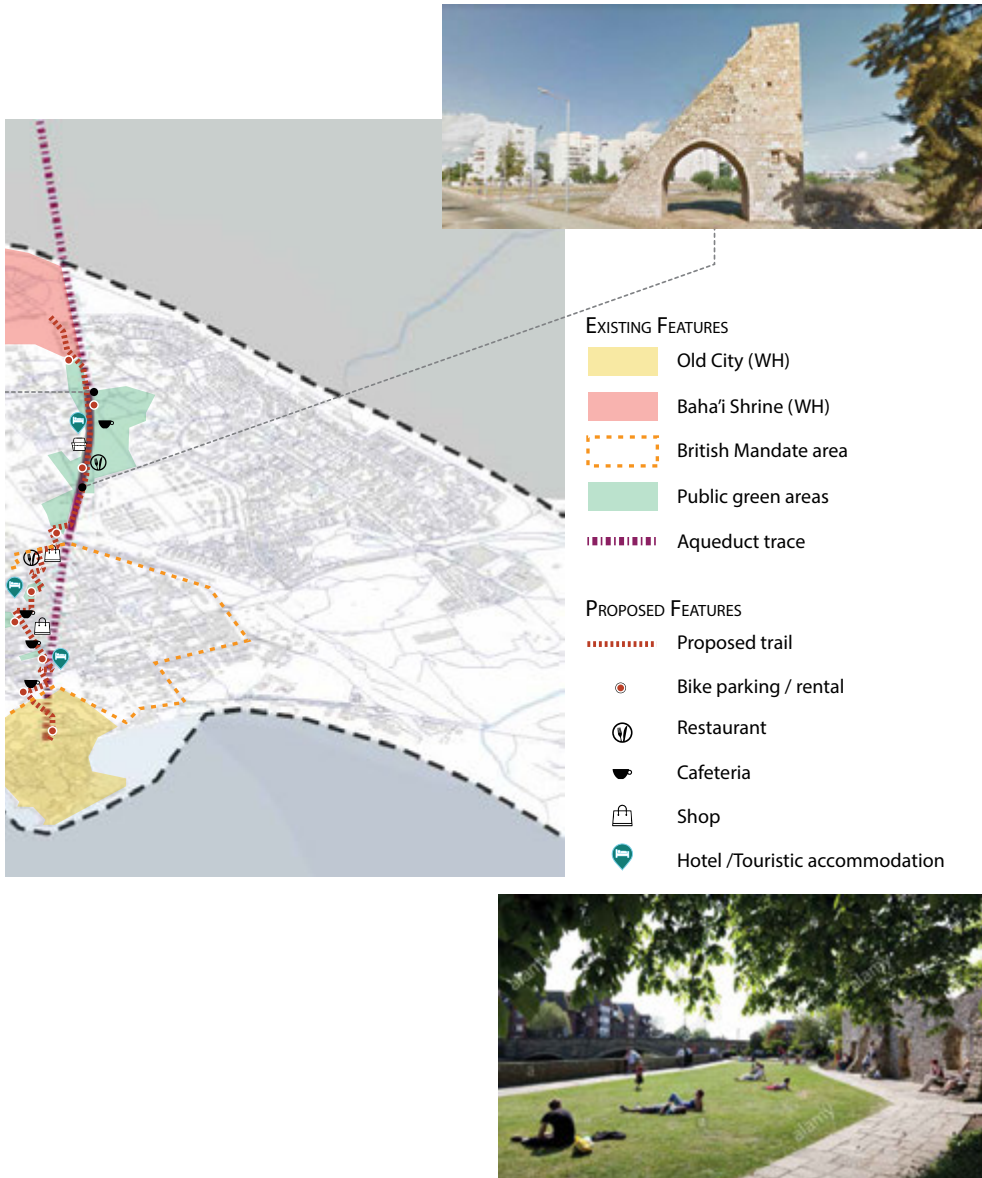 EXISTING FEATURES
Old City (WH)
Baha’i Shrine (WH)
British Mandate area
Public green areas
Aqueduct trace
PROPOSED FEATURES
Proposed trail
Bike parking / rental
Restaurant
Cafeteria
Shop
Hotel /Touristic accommodation
alamy
alamy
a
a
alamy